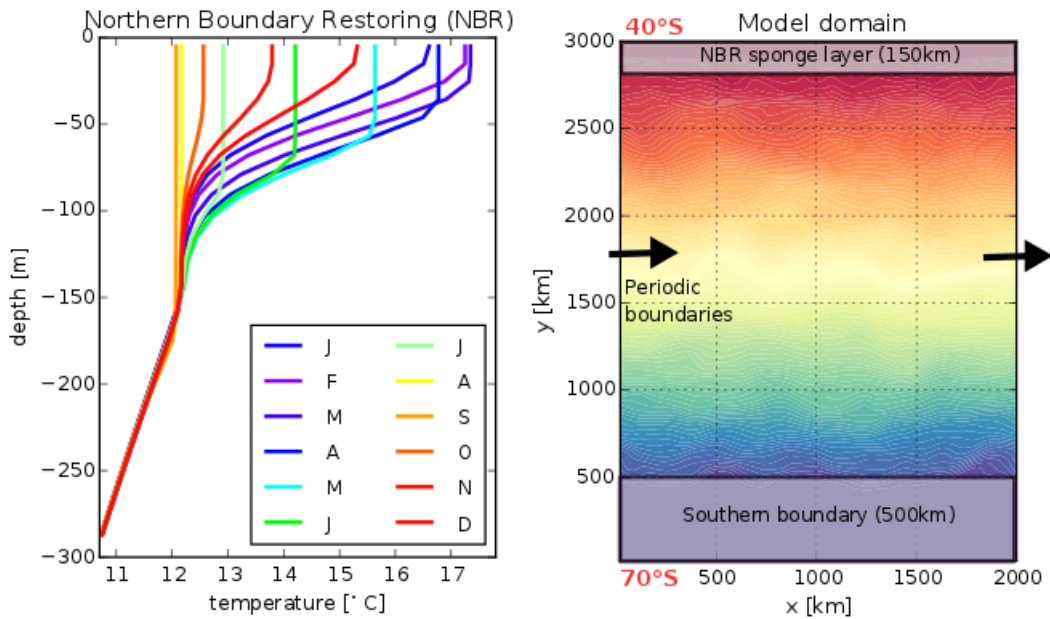 Northern Boundary Restoring (NBR)
0
−50
−100
−150
−200
−250
−300
depth [m]
11 12 13 14 15 16 17
temperature [° C]
J J
F A
M S
A O
M N
J D
Model domain
40°S
NBR sponge layer (150km)
3000
2500
2000
1500
1000
500
y [km]
Periodic
boundaries
Southern boundary (500km)
70°S
500 1000 1500 2000
x [km]